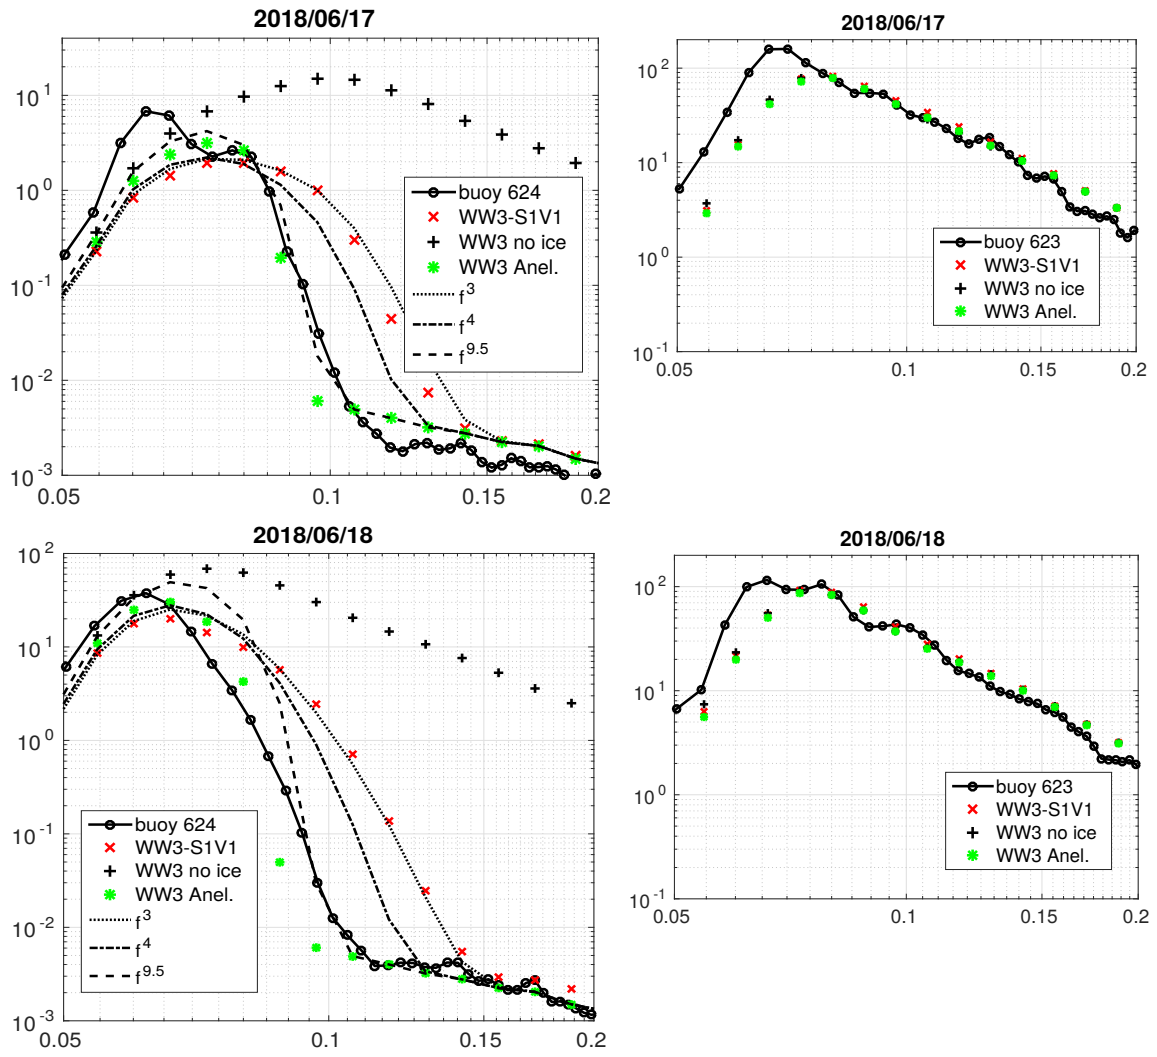 2018/06/17
10^1
10^0
10^-1
10^-2
10^-3
0.05
0.1
0.15
0.2
buoy 624
WW3-S1V1
WW3 no ice
WW3 Anel.
f^3
f^4
f^9.5
2018/06/17
10^2
10^1
10^0
10^-1
0.05
0.1
0.15
0.2
buoy 623
WW3-S1V1
WW3 no ice
WW3 Anel.
2018/06/18
10^2
10^1
10^0
10^-1
10^-2
10^-3
0.05
0.1
0.15
0.2
buoy 624
WW3-S1V1
WW3 no ice
WW3 Anel.
f^3
f^4
f^9.5
2018/06/18
10^2
10^1
10^0
10^-1
0.05
0.1
0.15
0.2
buoy 623
WW3-S1V1
WW3 no ice
WW3 Anel.